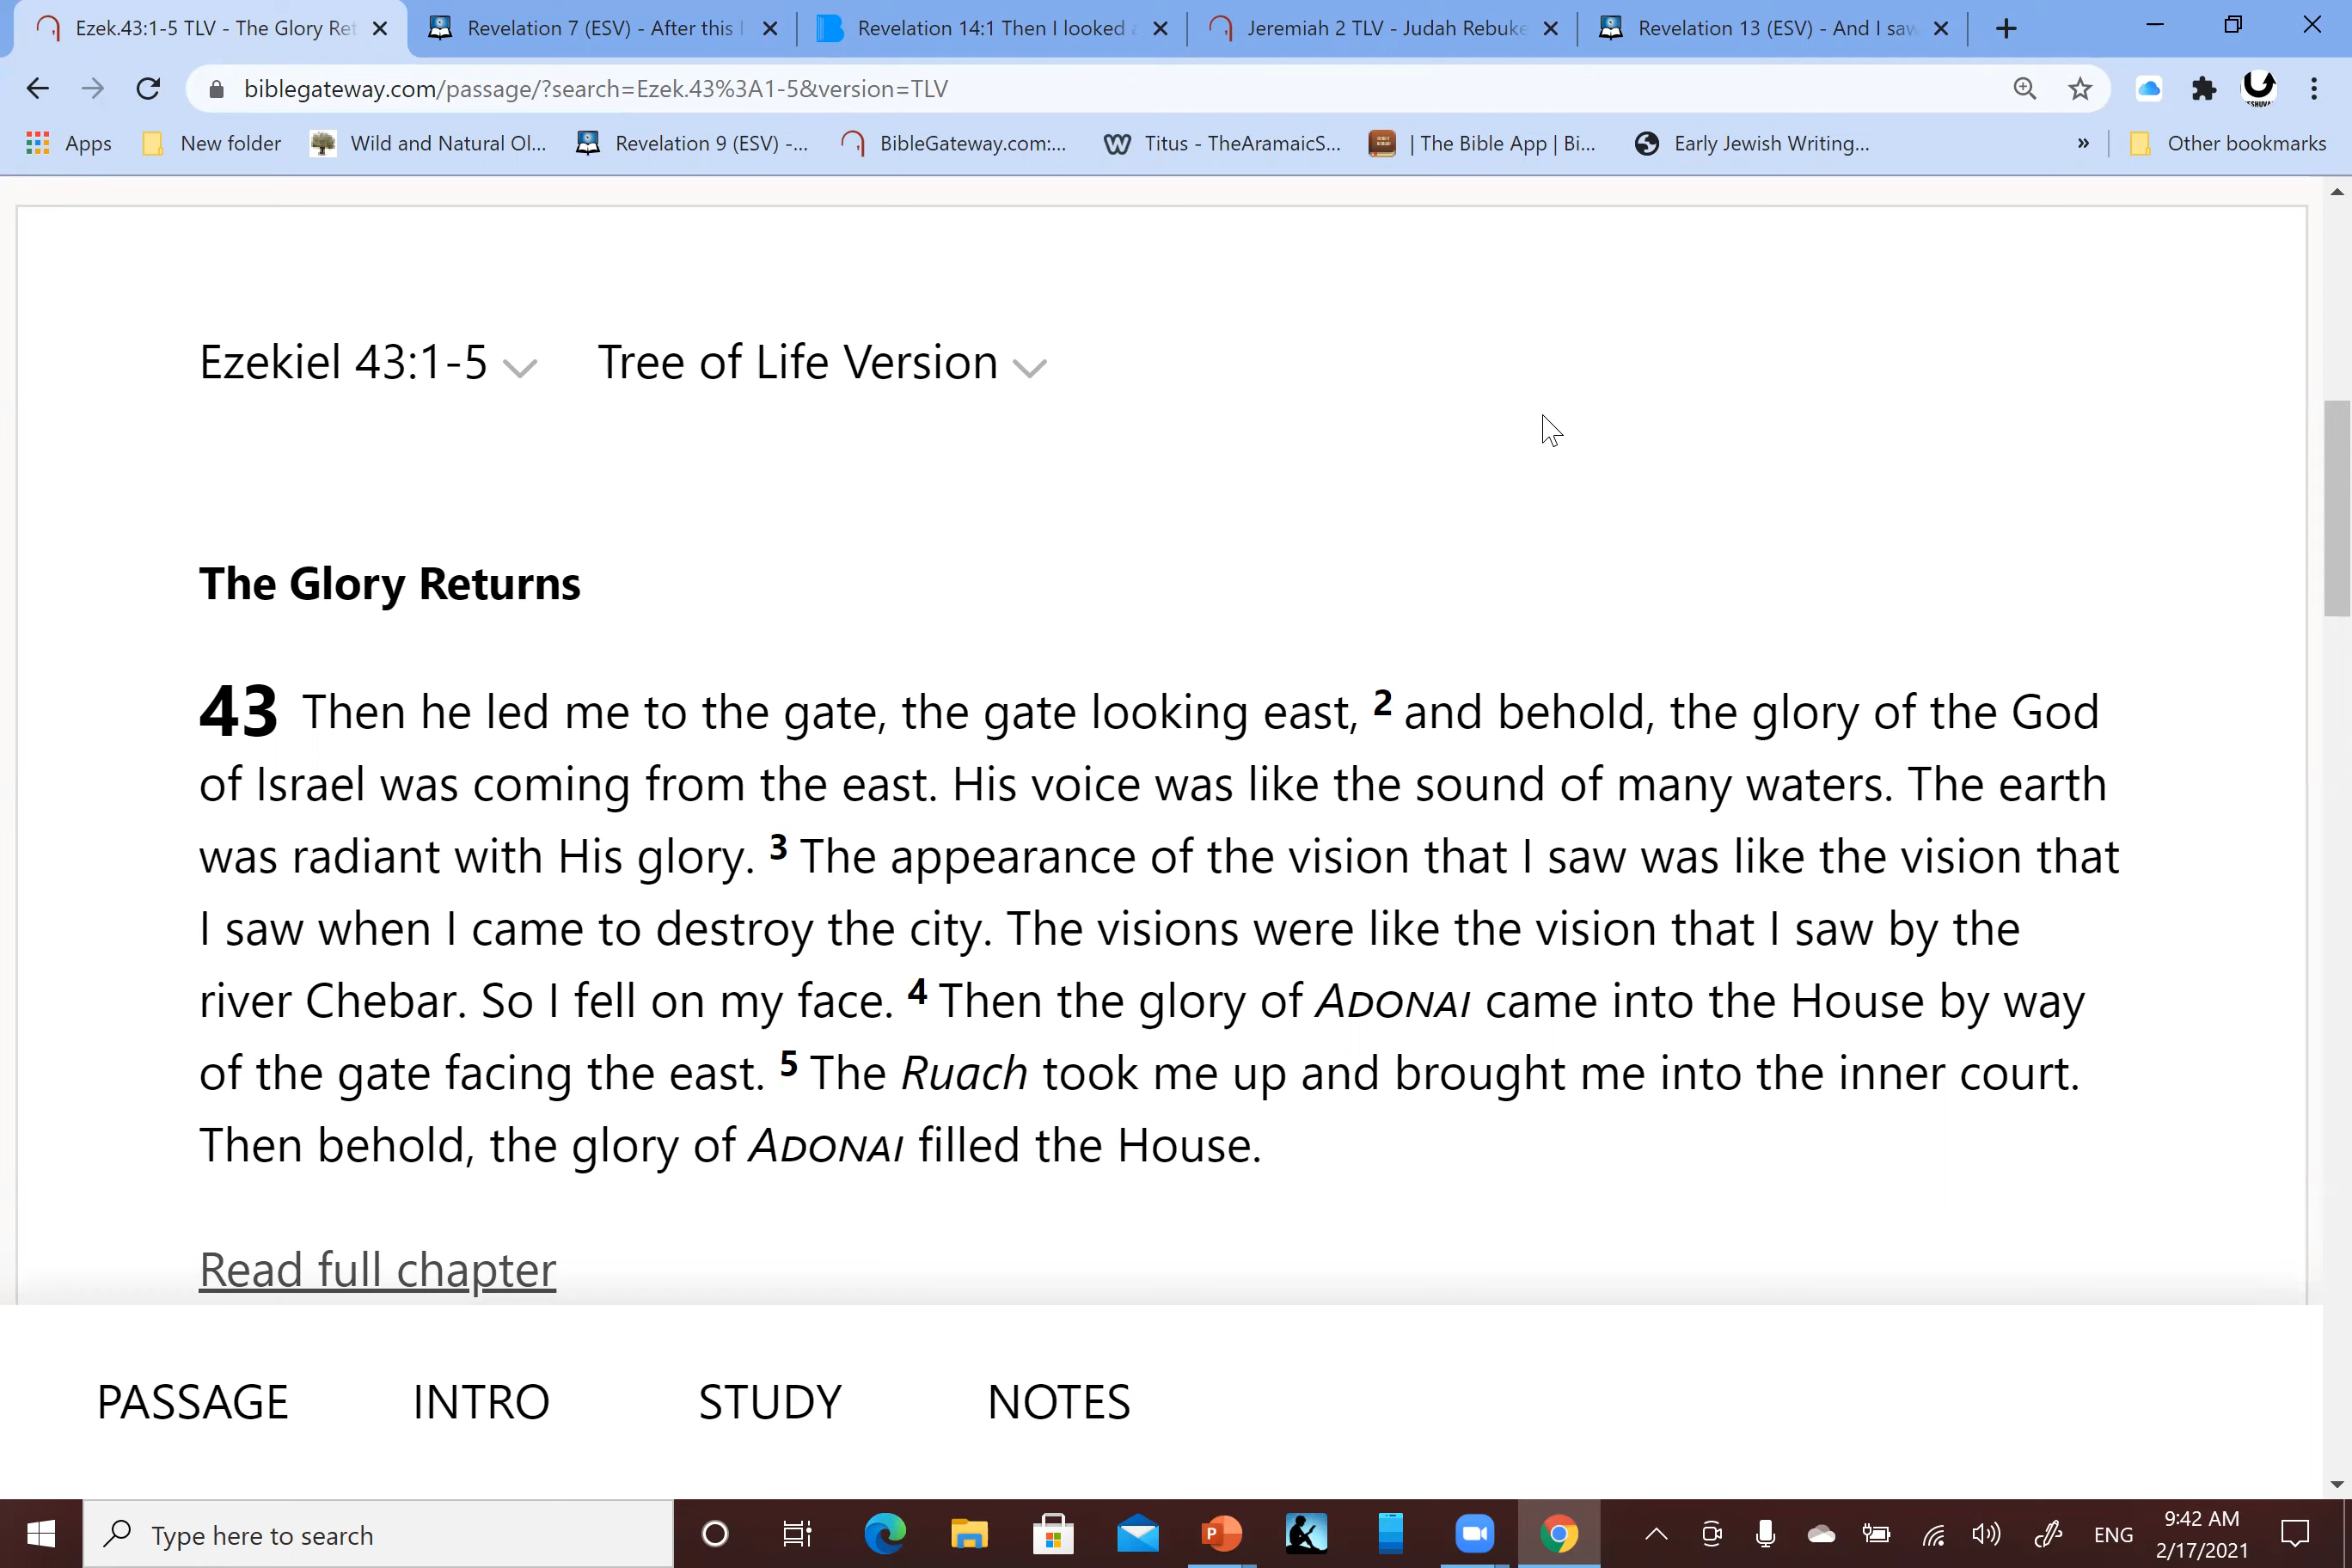 Ezek.43:1-5 TLV - The Glory Ret
Revelation 7 (ESV) - After this I
Revelation 14:1 Then I looked a
Jeremiah 2 TLV - Judah Rebuke
Revelation 13 (ESV) - And I saw
biblegateway.com/passage/?search=Ezek.43%3A1-5&version=TLV
Apps
New folder
Wild and Natural Ol...
Revelation 9 (ESV) -...
BibleGateway.com:...
Titus - TheAramaicS...
| The Bible App | Bi...
Early Jewish Writing...
»
Other bookmarks
Ezekiel 43:1-5
Tree of Life Version
The Glory Returns
43 Then he led me to the gate, the gate looking east, 2 and behold, the glory of the God
of Israel was coming from the east. His voice was like the sound of many waters. The earth
was radiant with His glory. 3 The appearance of the vision that I saw was like the vision that
I saw when I came to destroy the city. The visions were like the vision that I saw by the
river Chebar. So I fell on my face. 4 Then the glory of ADONAI came into the House by way
of the gate facing the east. 5 The Ruach took me up and brought me into the inner court.
Then behold, the glory of ADONAI filled the House.
Read full chapter
PASSAGE INTRO STUDY NOTES
Type here to search
ENG
9:42 AM
2/17/2021